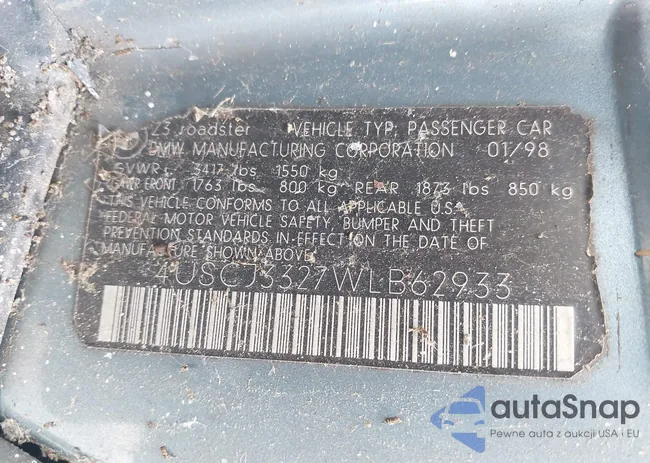 Z3 roadster VEHICLE TYP: PASSENGER CAR
BMW MANUFACTURING CORPORATION 01/98
GVWR: 3417 lbs 1550 kg
GAWR FRONT 1763 lbs 800 kg REAR 1873 lbs 850 kg
THIS VEHICLE CONFORMS TO ALL APPLICABLE U.S.
FEDERAL MOTOR VEHICLE SAFETY, BUMPER AND THEFT
PREVENTION STANDARDS IN EFFECT ON THE DATE OF
MANUFACTURE SHOWN ABOVE
4USCJ3327WLB62933
autoSnap
Pewne auta z aukcji USA i EU